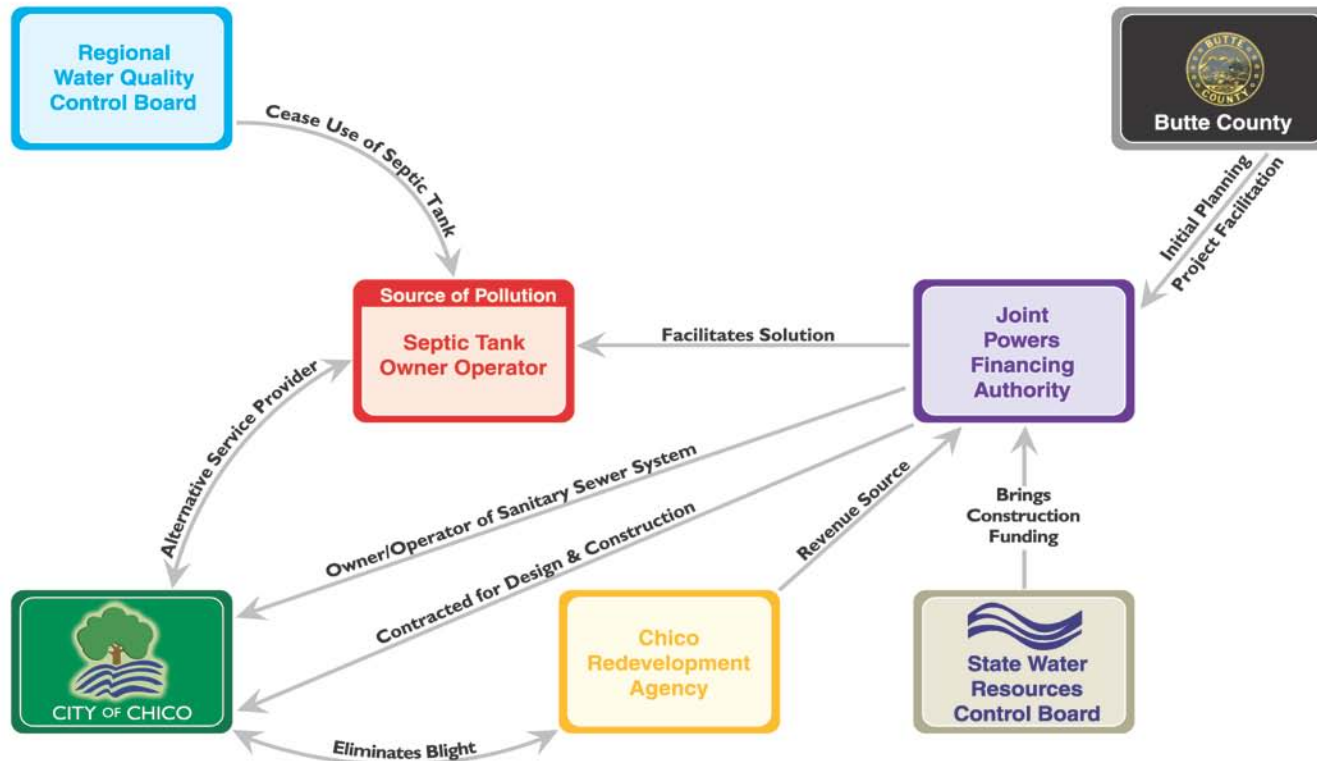 Regional
Water Quality
Control Board
BUTTE
COUNTY
Butte County
Cease Use of Septic Tank
Initial Planning
Project Facilitation
Source of Pollution
Septic Tank
Owner Operator
Facilitates Solution
Joint
Powers
Financing
Authority
Alternative Service Provider
Owner/Operator of Sanitary Sewer System
Contracted for Design & Construction
Revenue Source
Brings
Construction
Funding
CITY OF CHICO
Eliminates Blight
Chico
Redevelopment
Agency
State Water
Resources
Control Board